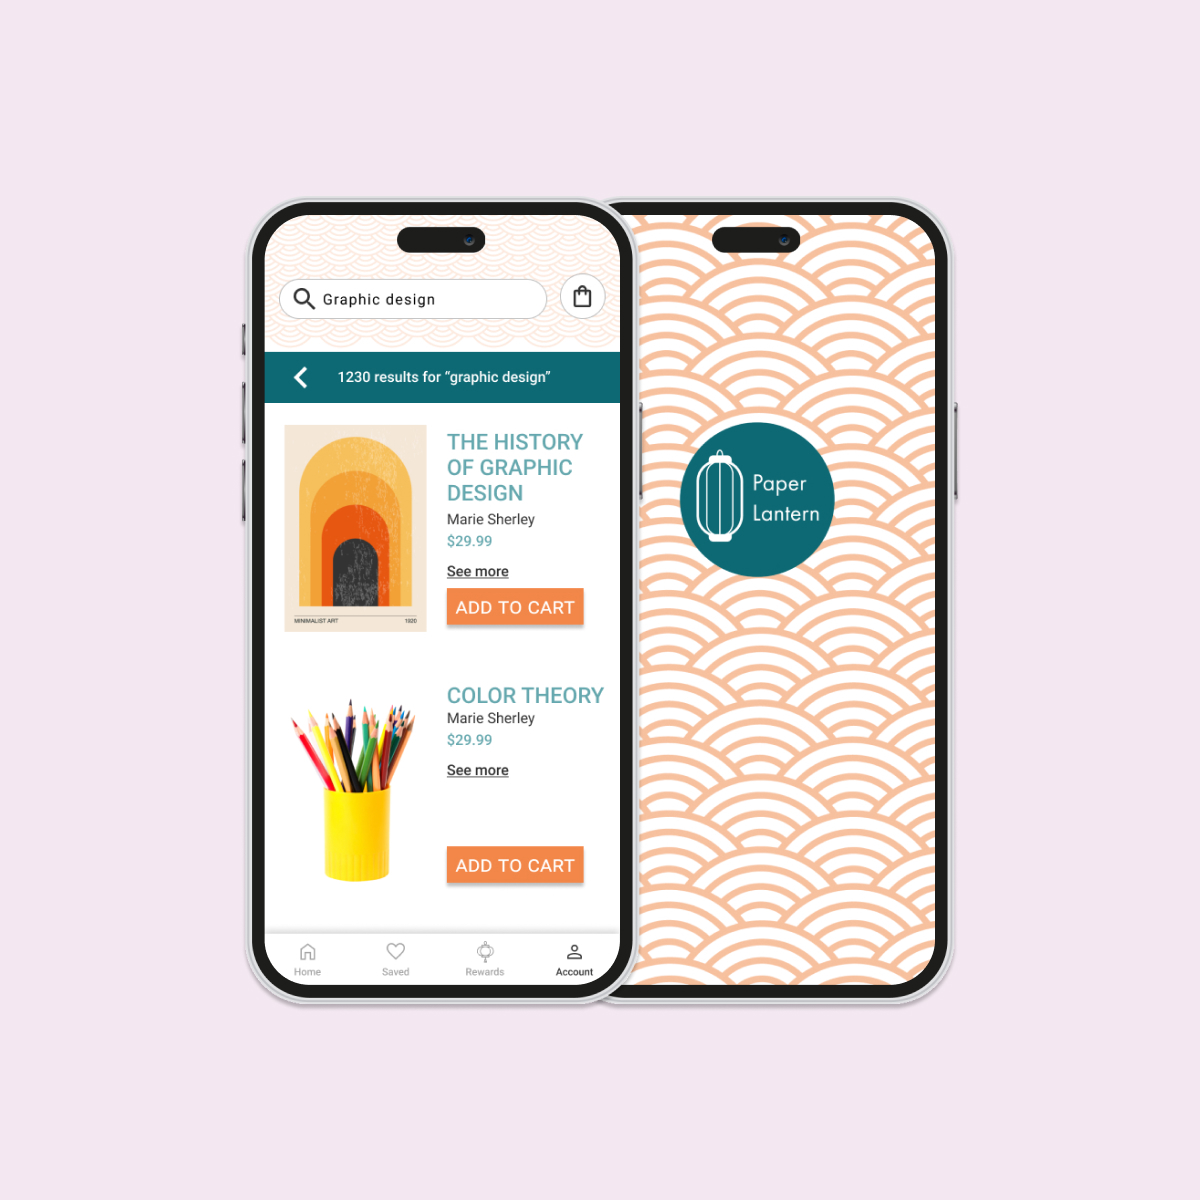 Graphic design
1230 results for “graphic design”
THE HISTORY
OF GRAPHIC
DESIGN
Marie Sherley
$29.99
See more
ADD TO CART
MINIMALIST ART 1920
COLOR THEORY
Marie Sherley
$29.99
See more
ADD TO CART
Home Saved Rewards Account
Paper
Lantern